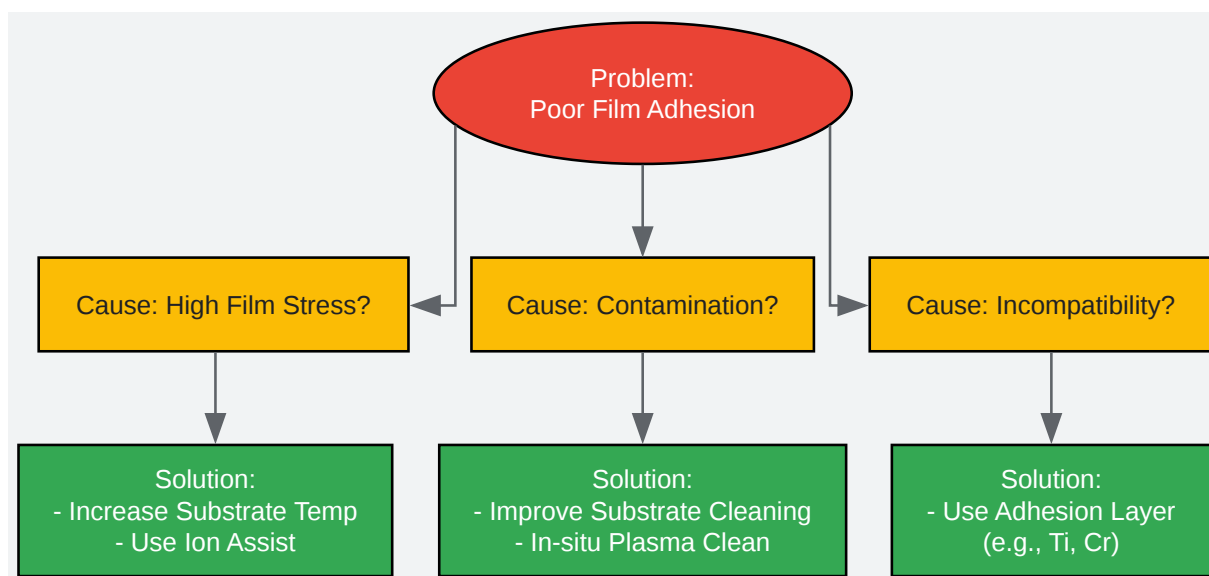 Problem:
Poor Film Adhesion
Cause: High Film Stress?
Cause: Contamination?
Cause: Incompatibility?
Solution:
- Increase Substrate Temp
- Use Ion Assist
Solution:
- Improve Substrate Cleaning
- In-situ Plasma Clean
Solution:
- Use Adhesion Layer
(e.g., Ti, Cr)